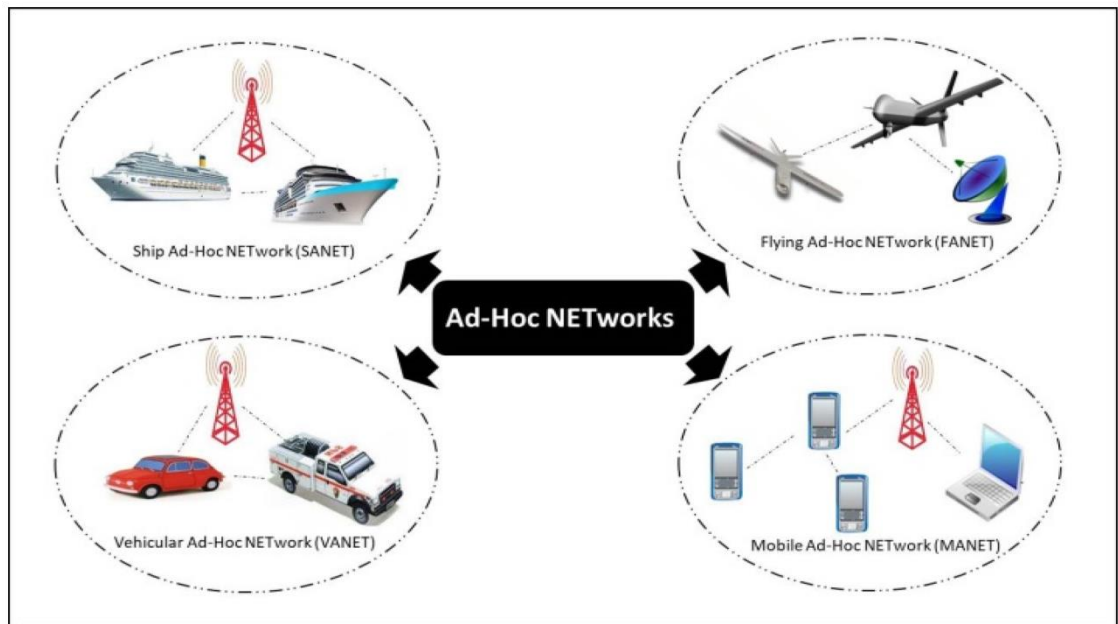 Ship Ad-Hoc NETwork (SANET)
Flying Ad-Hoc NETwork (FANET)
Ad-Hoc NETworks
Vehicular Ad-Hoc NETwork (VANET)
Mobile Ad-Hoc NETwork (MANET)